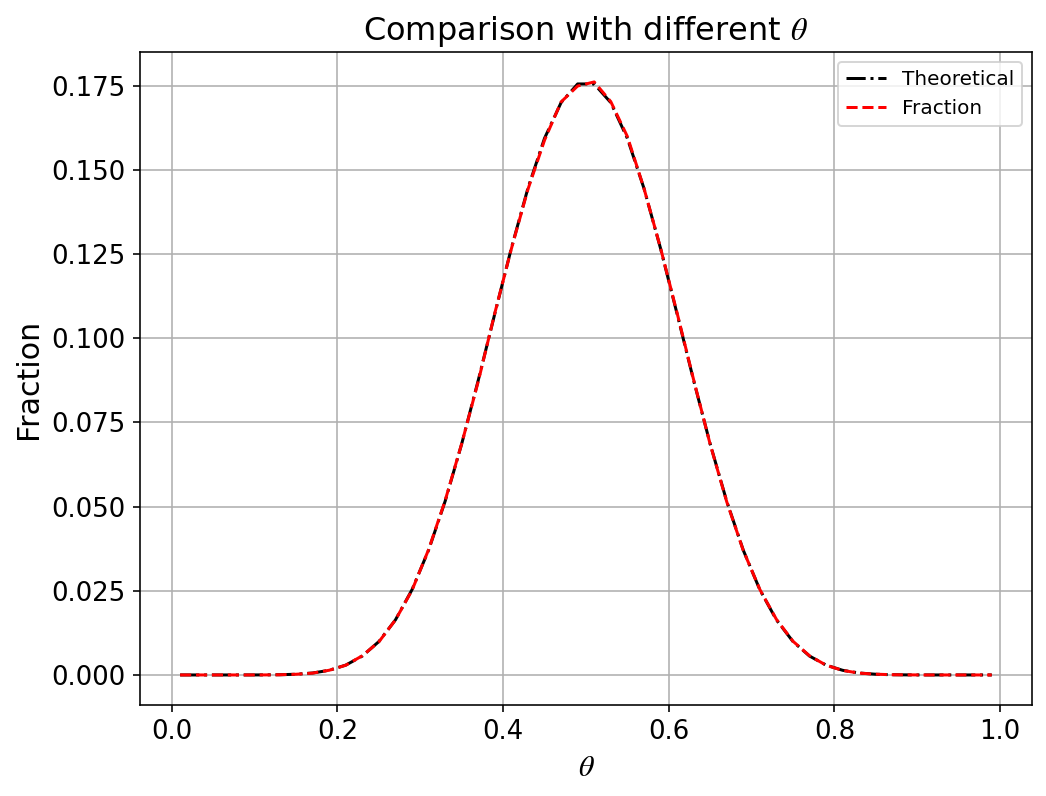 Comparison with different θ
Theoretical
Fraction
0.175
0.150
0.125
0.100
0.075
0.050
0.025
0.000
Fraction
0.0 0.2 0.4 0.6 0.8 1.0
θ